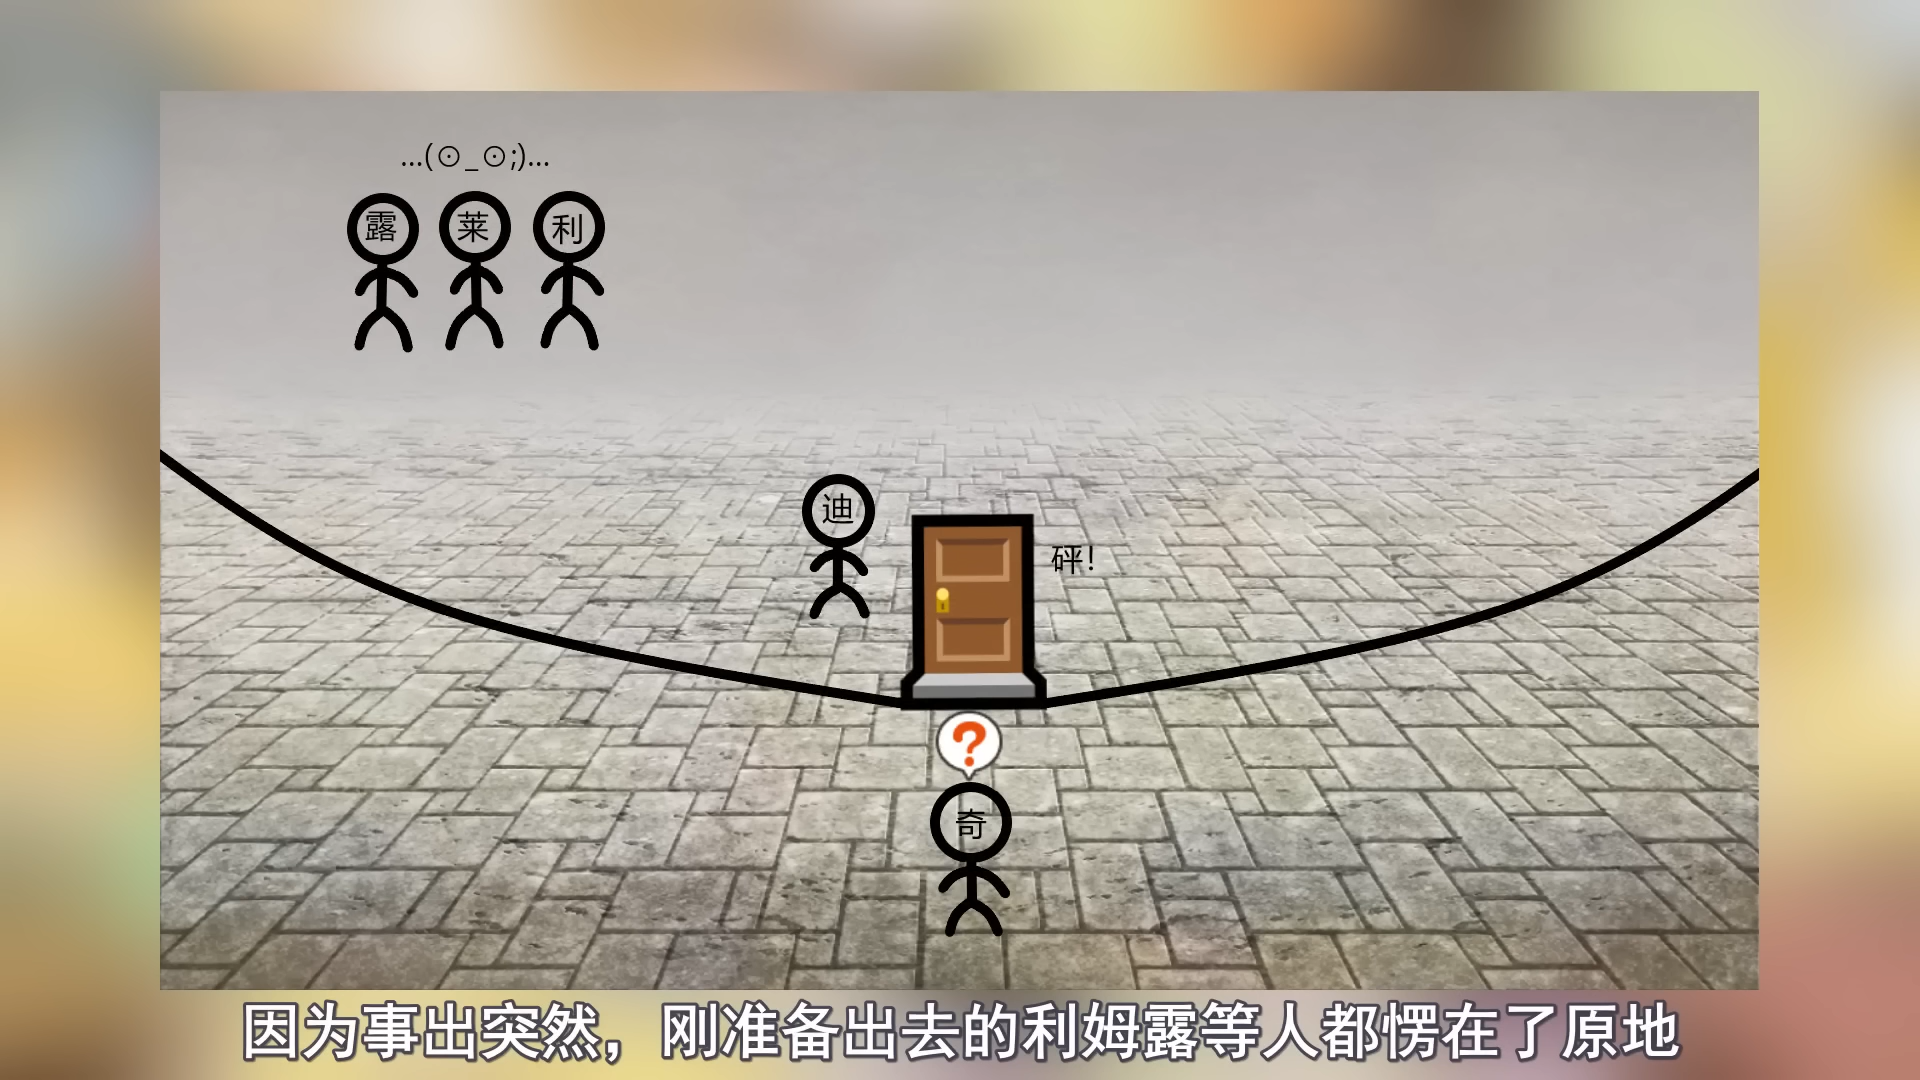 ...(⊙_⊙;)...
露 莱 利
迪
砰!
?
奇
因为事出突然，刚准备出去的利姆露等人都愣在了原地